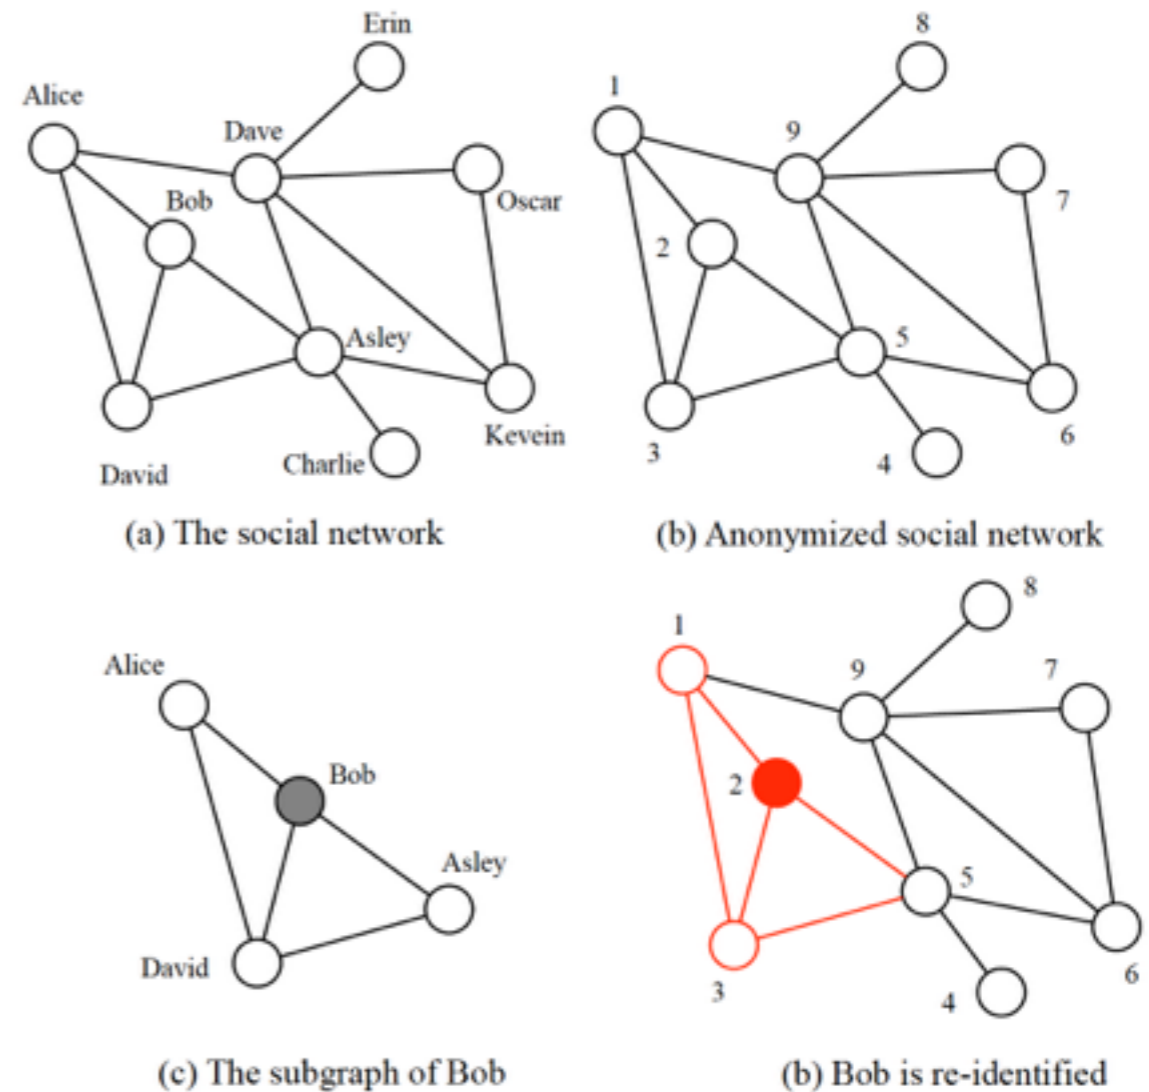 Erin
8
Alice
1
Dave
9
Bob
Oscar
2
7
Asley
5
David
Charlie
Kevein
3
4
6
(a) The social network
(b) Anonymized social network
8
1
Alice
9
7
Bob
2
Asley
5
David
3
4
6
(c) The subgraph of Bob
(b) Bob is re-identified